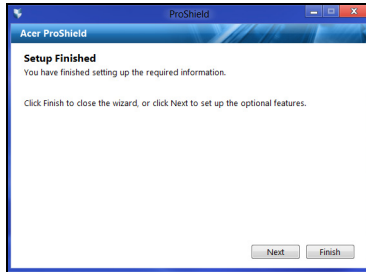 ProShield
Acer ProShield
Setup Finished
You have finished setting up the required information.
Click Finish to close the wizard, or click Next to set up the optional features.
Next Finish